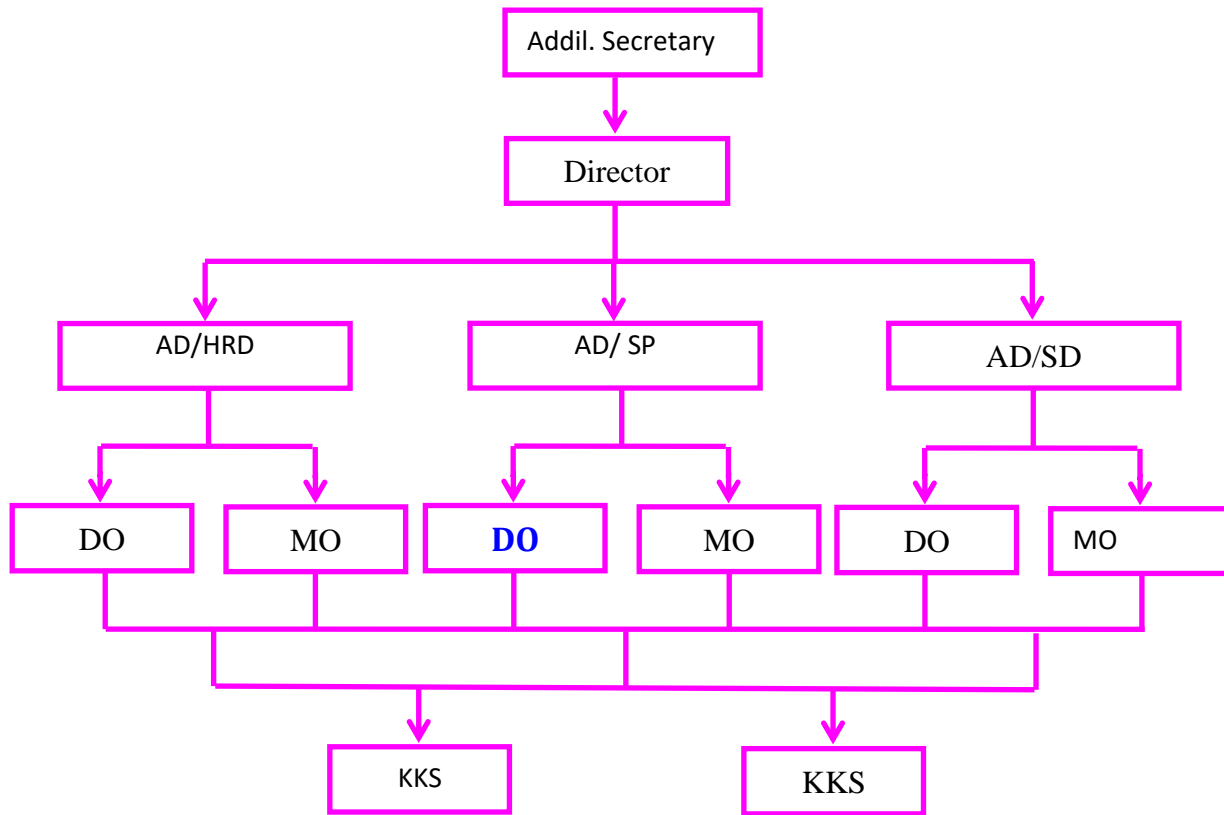 Addil. Secretary
Director
AD/HRD
AD/ SP
AD/SD
DO
MO
DO
MO
DO
MO
KKS
KKS